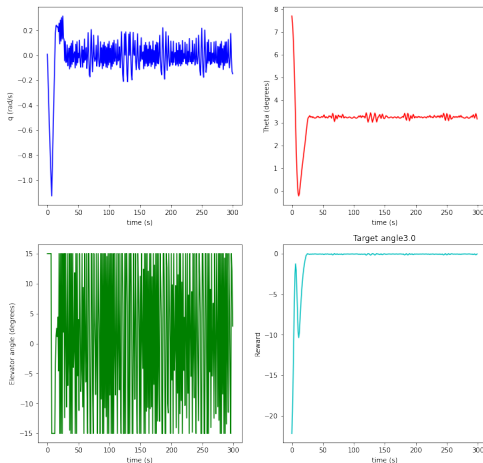 q (rad/s)
0.2
0.0
−0.2
−0.4
−0.6
−0.8
−1.0
0 50 100 150 200 250 300
time (s)
Theta (degrees)
8
7
6
5
4
3
2
1
0
0 50 100 150 200 250 300
time (s)
Elevator angle (degrees)
15
10
5
0
−5
−10
−15
0 50 100 150 200 250 300
time (s)
Target angle3.0
Reward
0
−5
−10
−15
−20
0 50 100 150 200 250 300
time (s)